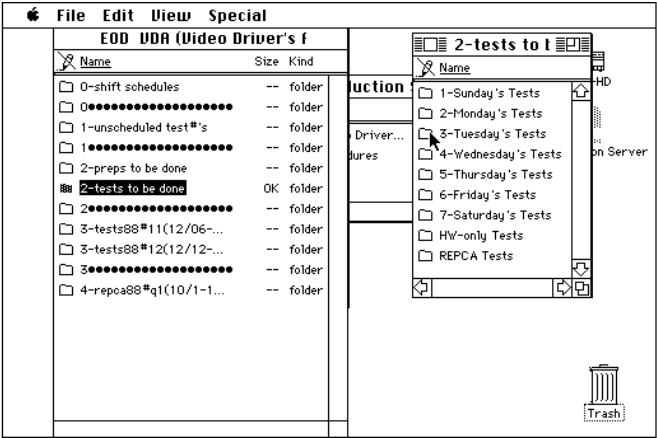 File Edit View Special
EOD VDA (Video Driver's F
Name Size Kind
0-shift schedules -- folder
0●●●●●●●●●●●●●●●●●●● -- folder
1-unscheduled test#'s -- folder
1●●●●●●●●●●●●●●●●●●● -- folder
2-preps to be done -- folder
2-tests to be done 0K folder
2●●●●●●●●●●●●●●●●●●● -- folder
3-tests88#11(12/06-... -- folder
3-tests88#12(12/12-... -- folder
3●●●●●●●●●●●●●●●●●●● -- folder
4-repca88#q1(10/1-1... -- folder
Driver...
2-tests to
Name
1-Sunday's Tests
2-Monday's Tests
3-Tuesday's Tests
4-Wednesday's Tests
5-Thursday's Tests
6-Friday's Tests
7-Saturday's Tests
HW-only Tests
REPCA Tests
HD
Server
Trash